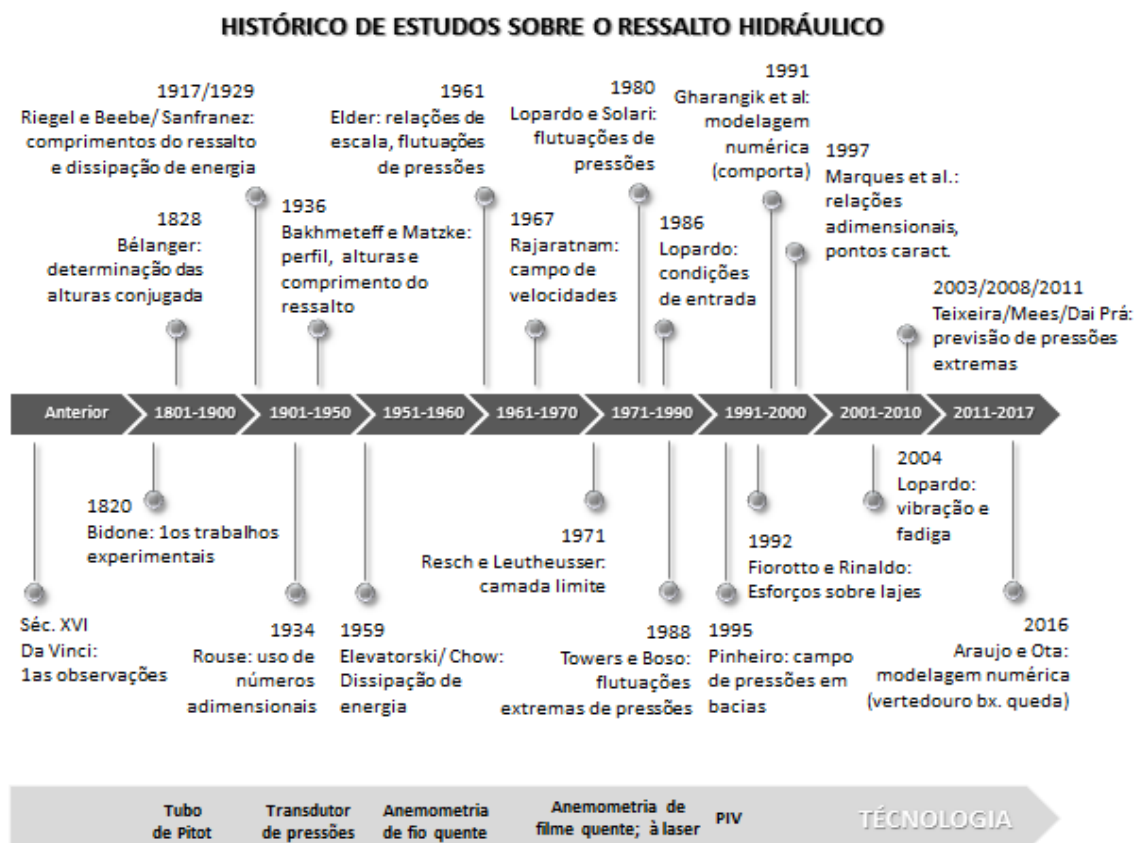 HISTÓRICO DE ESTUDOS SOBRE O RESSALTO HIDRÁULICO
1917/1929
Riegel e Beebe/ Sanfranez:
comprimentos do ressalto
e dissipação de energia
1961
Elder: relações de
escala, flutuações
de pressões
1980
Lopardo e Solari:
flutuações de
pressões
1991
Gharangik et al:
modelagem
numérica
(comporta)
1997
Marques et al.:
relações
adimensionais,
pontos caract.
1828
Bélanger:
determinação das
alturas conjugada
1936
Bakhmeteff e Matzke:
perfil, alturas e
comprimento do
ressalto
1967
Rajaratnam:
campo de
velocidades
1986
Lopardo:
condições
de entrada
2003/2008/2011
Teixeira/Mees/Dai Prá:
previsão de pressões
extremas
Anterior
1801-1900
1901-1950
1951-1960
1961-1970
1971-1990
1991-2000
2001-2010
2011-2017
1820
Bidone: 1os trabalhos
experimentais
1971
Resch e Leutheusser:
camada limite
1992
Fiorotto e Rinaldo:
Esforços sobre lajes
2004
Lopardo:
vibração e
fadiga
Séc. XVI
Da Vinci:
1as observações
1934
Rouse: uso de
números
adimensionais
1959
Elevatorski/ Chow:
Dissipação de
energia
1988
Towers e Boso:
flutuações
extremas de pressões
1995
Pinheiro: campo
de pressões em
bacias
2016
Araujo e Ota:
modelagem numérica
(vertedouro bx. queda)
Tubo
de Pitot
Transdutor
de pressões
Anemometria
de fio quente
Anemometria de
filme quente; à laser
PIV
TÉCNOLOGIA